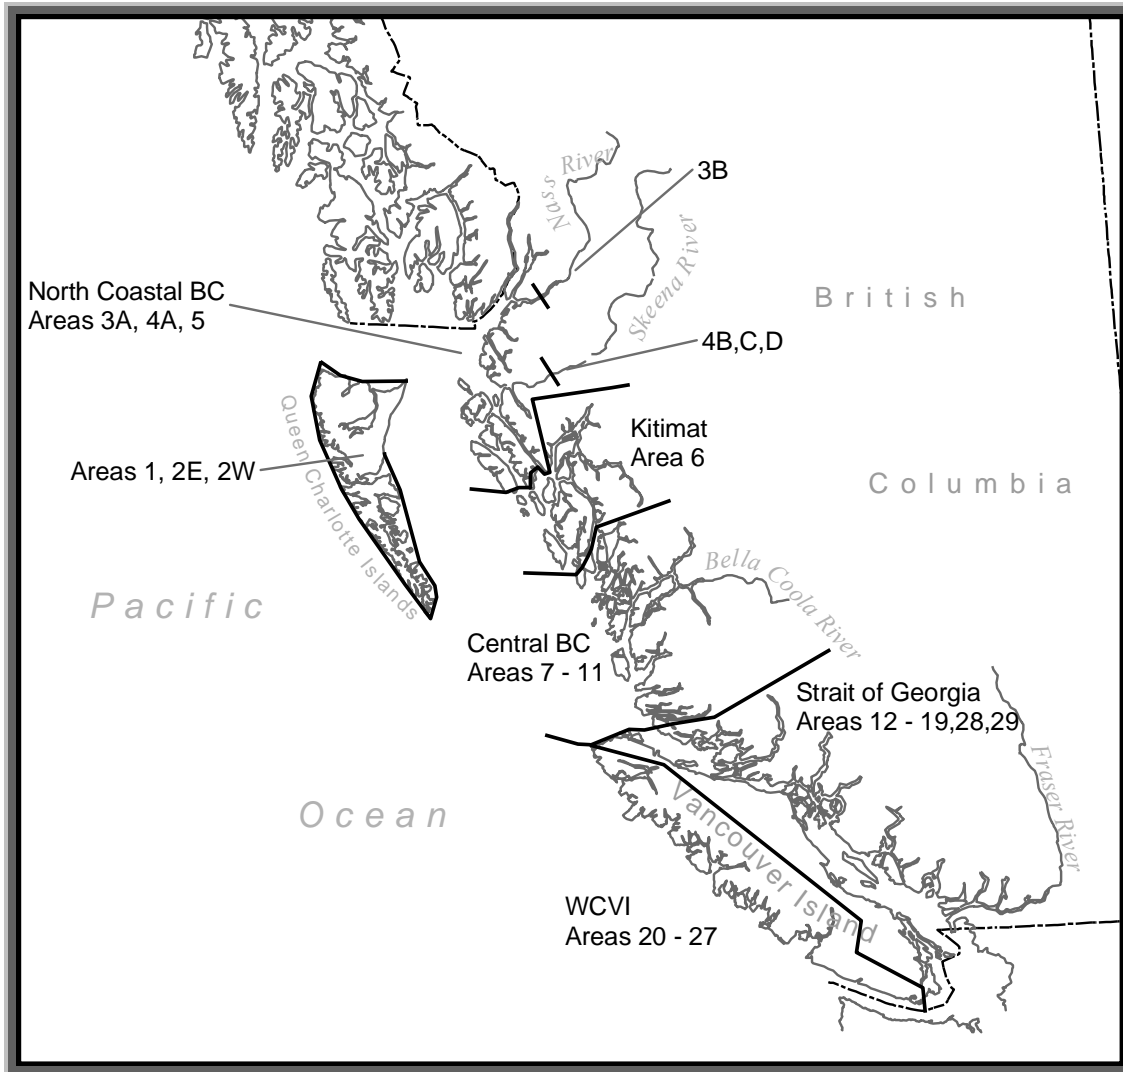 Nass River
3B
Skeena River
North Coastal BC
Areas 3A, 4A, 5
British
4B,C,D
Queen Charlotte Islands
Kitimat
Area 6
Areas 1, 2E, 2W
Columbia
Bella Coola River
Pacific
Central BC
Areas 7 - 11
Strait of Georgia
Areas 12 - 19,28,29
Fraser River
Ocean
Vancouver Island
WCVI
Areas 20 - 27